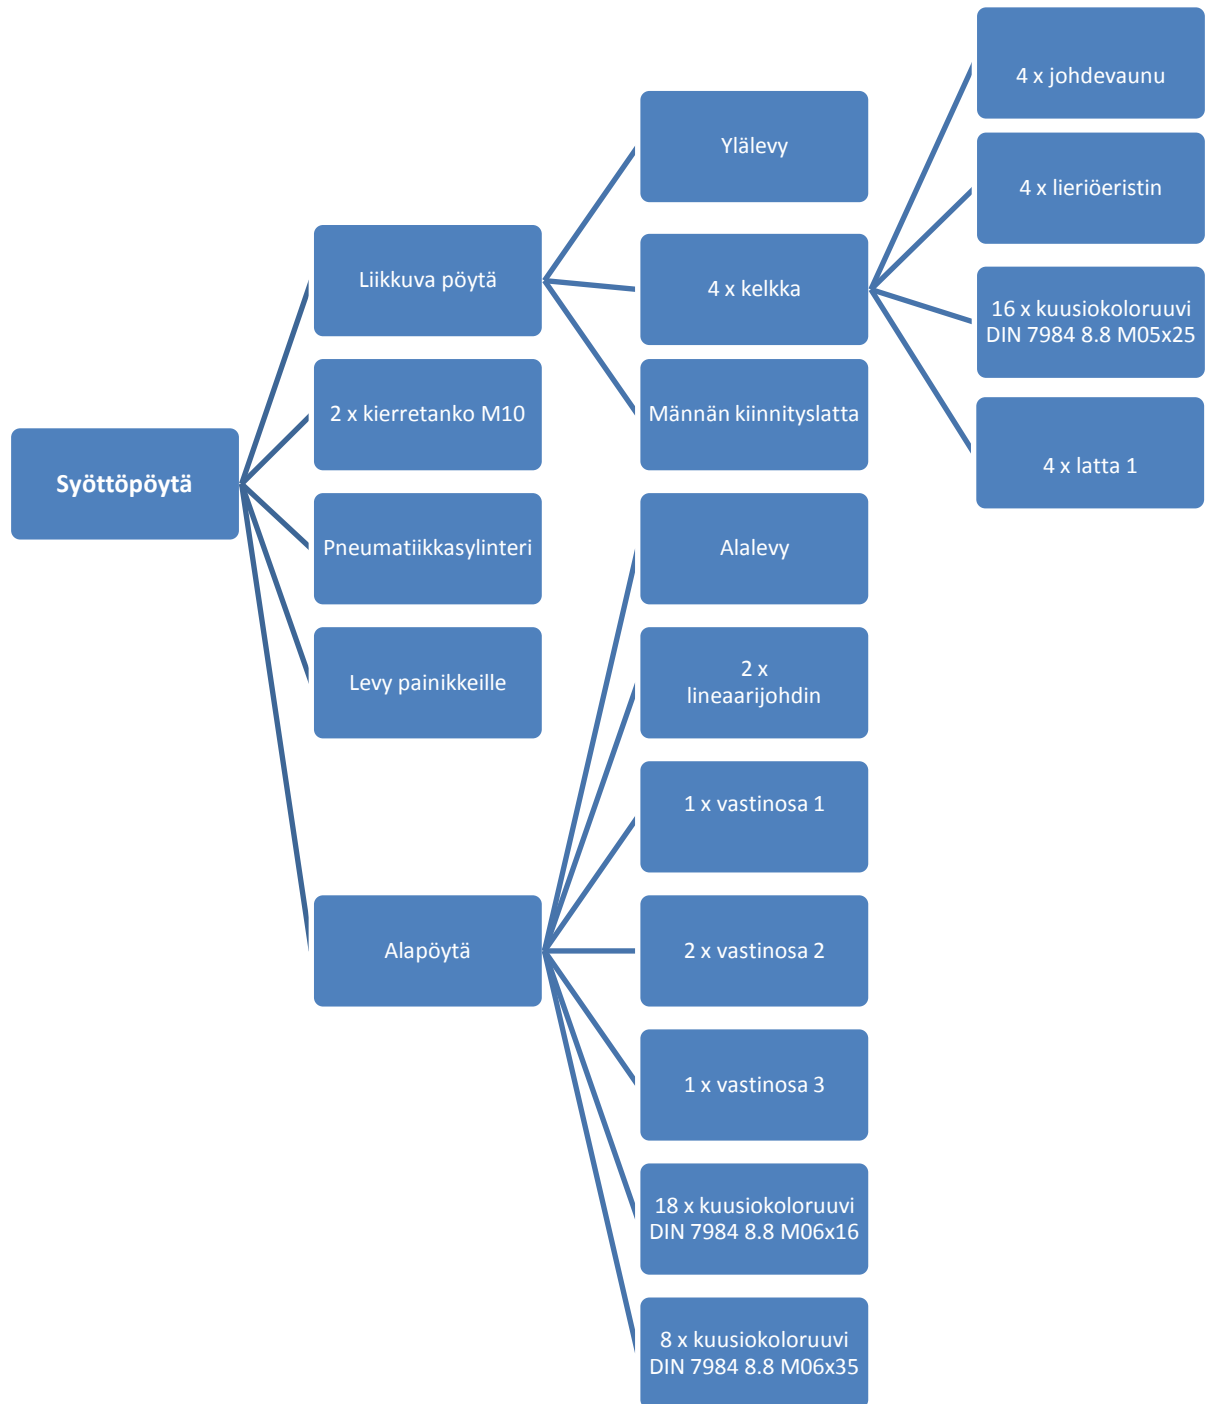 Syöttöpöytä
Liikkuva pöytä
2 x kierretanko M10
Pneumatiikkasylinteri
Levy painikkeille
Alapöytä
Ylälevy
4 x kelkka
Männän kiinnityslatta
Alalevy
2 x
lineaarijohdin
1 x vastinosa 1
2 x vastinosa 2
1 x vastinosa 3
18 x kuusiokoloruuvi
DIN 7984 8.8 M06x16
8 x kuusiokoloruuvi
DIN 7984 8.8 M06x35
4 x johdevaunu
4 x lieriöeristin
16 x kuusiokoloruuvi
DIN 7984 8.8 M05x25
4 x latta 1